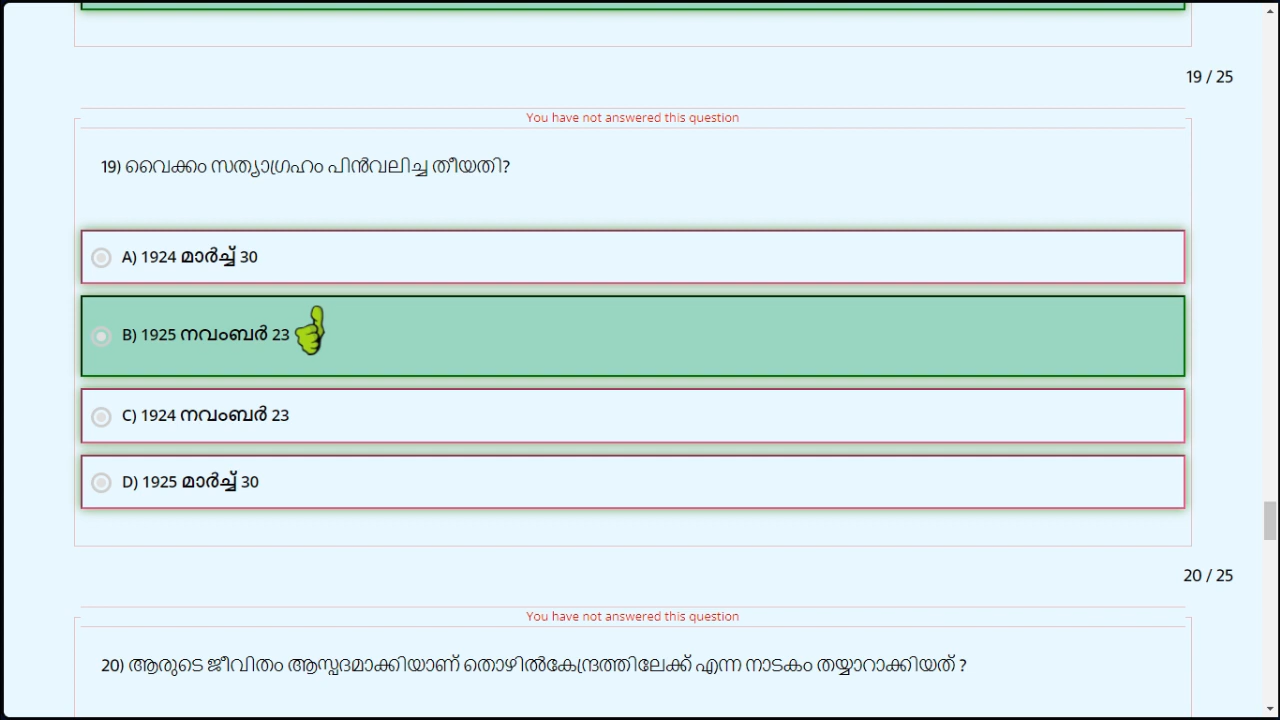 19 / 25
You have not answered this question
19) വൈക്കം സത്യാഗ്രഹം പിൻവലിച്ച തീയതി?
A) 1924 മാർച്ച് 30
B) 1925 നവംബർ 23
C) 1924 നവംബർ 23
D) 1925 മാർച്ച് 30
20 / 25
You have not answered this question
20) ആരുടെ ജീവിതം ആസ്പദമാക്കിയാണ് തൊഴിൽകേന്ദ്രത്തിലേക്ക് എന്ന നാടകം തയ്യാറാക്കിയത് ?